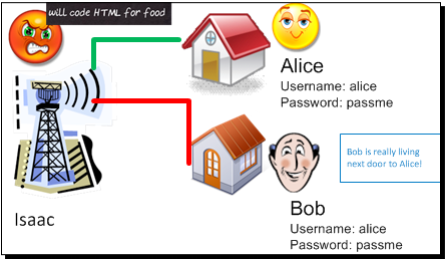 will code HTML for food
Alice
Username: alice
Password: passme
Bob is really living
next door to Alice!
Isaac
Bob
Username: alice
Password: passme